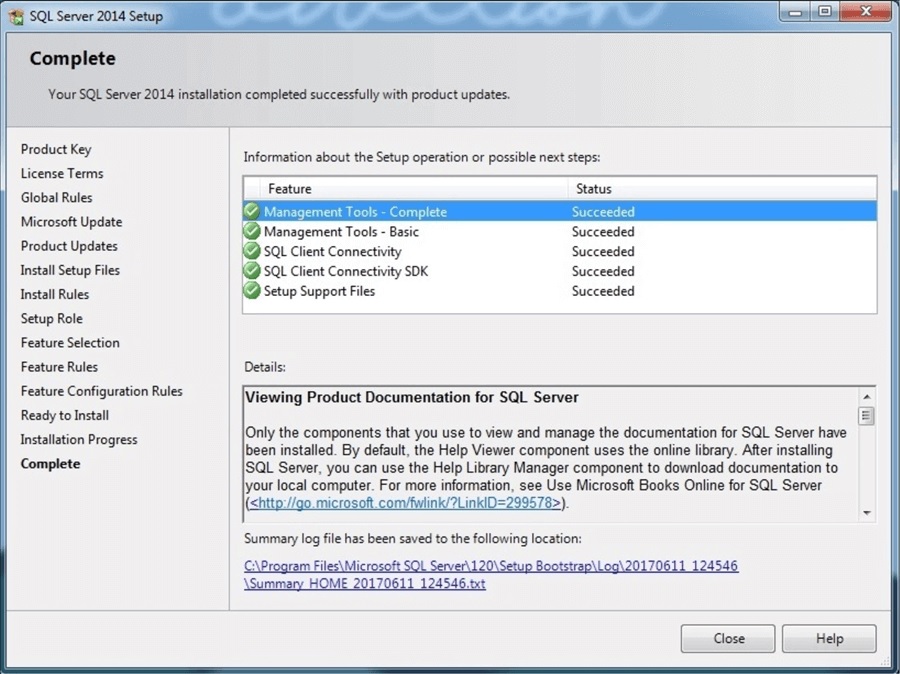 SQL Server 2014 Setup
Complete
Your SQL Server 2014 installation completed successfully with product updates.
Product Key
License Terms
Global Rules
Microsoft Update
Product Updates
Install Setup Files
Install Rules
Setup Role
Feature Selection
Feature Rules
Feature Configuration Rules
Ready to Install
Installation Progress
Complete
Information about the Setup operation or possible next steps:
Feature Status
Management Tools - Complete Succeeded
Management Tools - Basic Succeeded
SQL Client Connectivity Succeeded
SQL Client Connectivity SDK Succeeded
Setup Support Files Succeeded
Details:
Viewing Product Documentation for SQL Server
Only the components that you use to view and manage the documentation for SQL Server have
been installed. By default, the Help Viewer component uses the online library. After installing
SQL Server, you can use the Help Library Manager component to download documentation to
your local computer. For more information, see Use Microsoft Books Online for SQL Server
(<http://go.microsoft.com/fwlink/?LinkID=299578>).
Summary log file has been saved to the following location:
C:\Program Files\Microsoft SQL Server\120\Setup Bootstrap\Log\20170611_124546
\Summary_HOME_20170611_124546.txt
Close Help